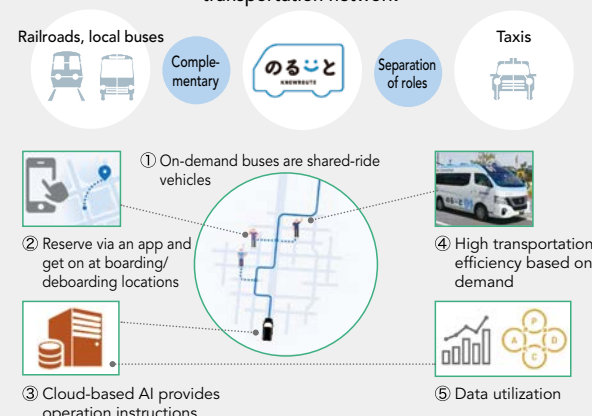 transportation network
Railroads, local buses
Comple-
mentary
のるーと
KNOWROUTE
Separation
of roles
Taxis
① On-demand buses are shared-ride
vehicles
② Reserve via an app and
get on at boarding/
deboarding locations
④ High transportation
efficiency based on
demand
P
A
D
C
③ Cloud-based AI provides
operation instructions
⑤ Data utilization